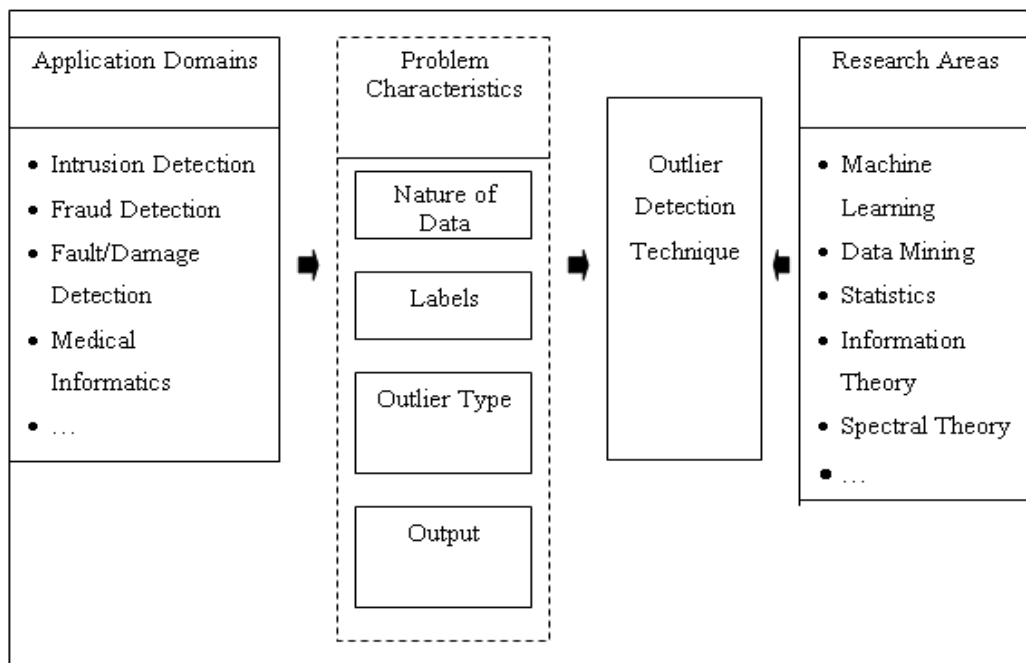 Application Domains
• Intrusion Detection
• Fraud Detection
• Fault/Damage
Detection
• Medical
Informatics
• ...
Problem
Characteristics
Nature of
Data
Labels
Outlier Type
Output
Outlier
Detection
Technique
Research Areas
• Machine
Learning
• Data Mining
• Statistics
• Information
Theory
• Spectral Theory
• ...